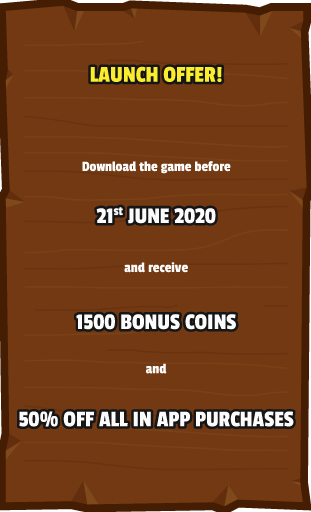 LAUNCH OFFER!
Download the game before
21st JUNE 2020
and receive
1500 BONUS COINS
and
50% OFF ALL IN APP PURCHASES